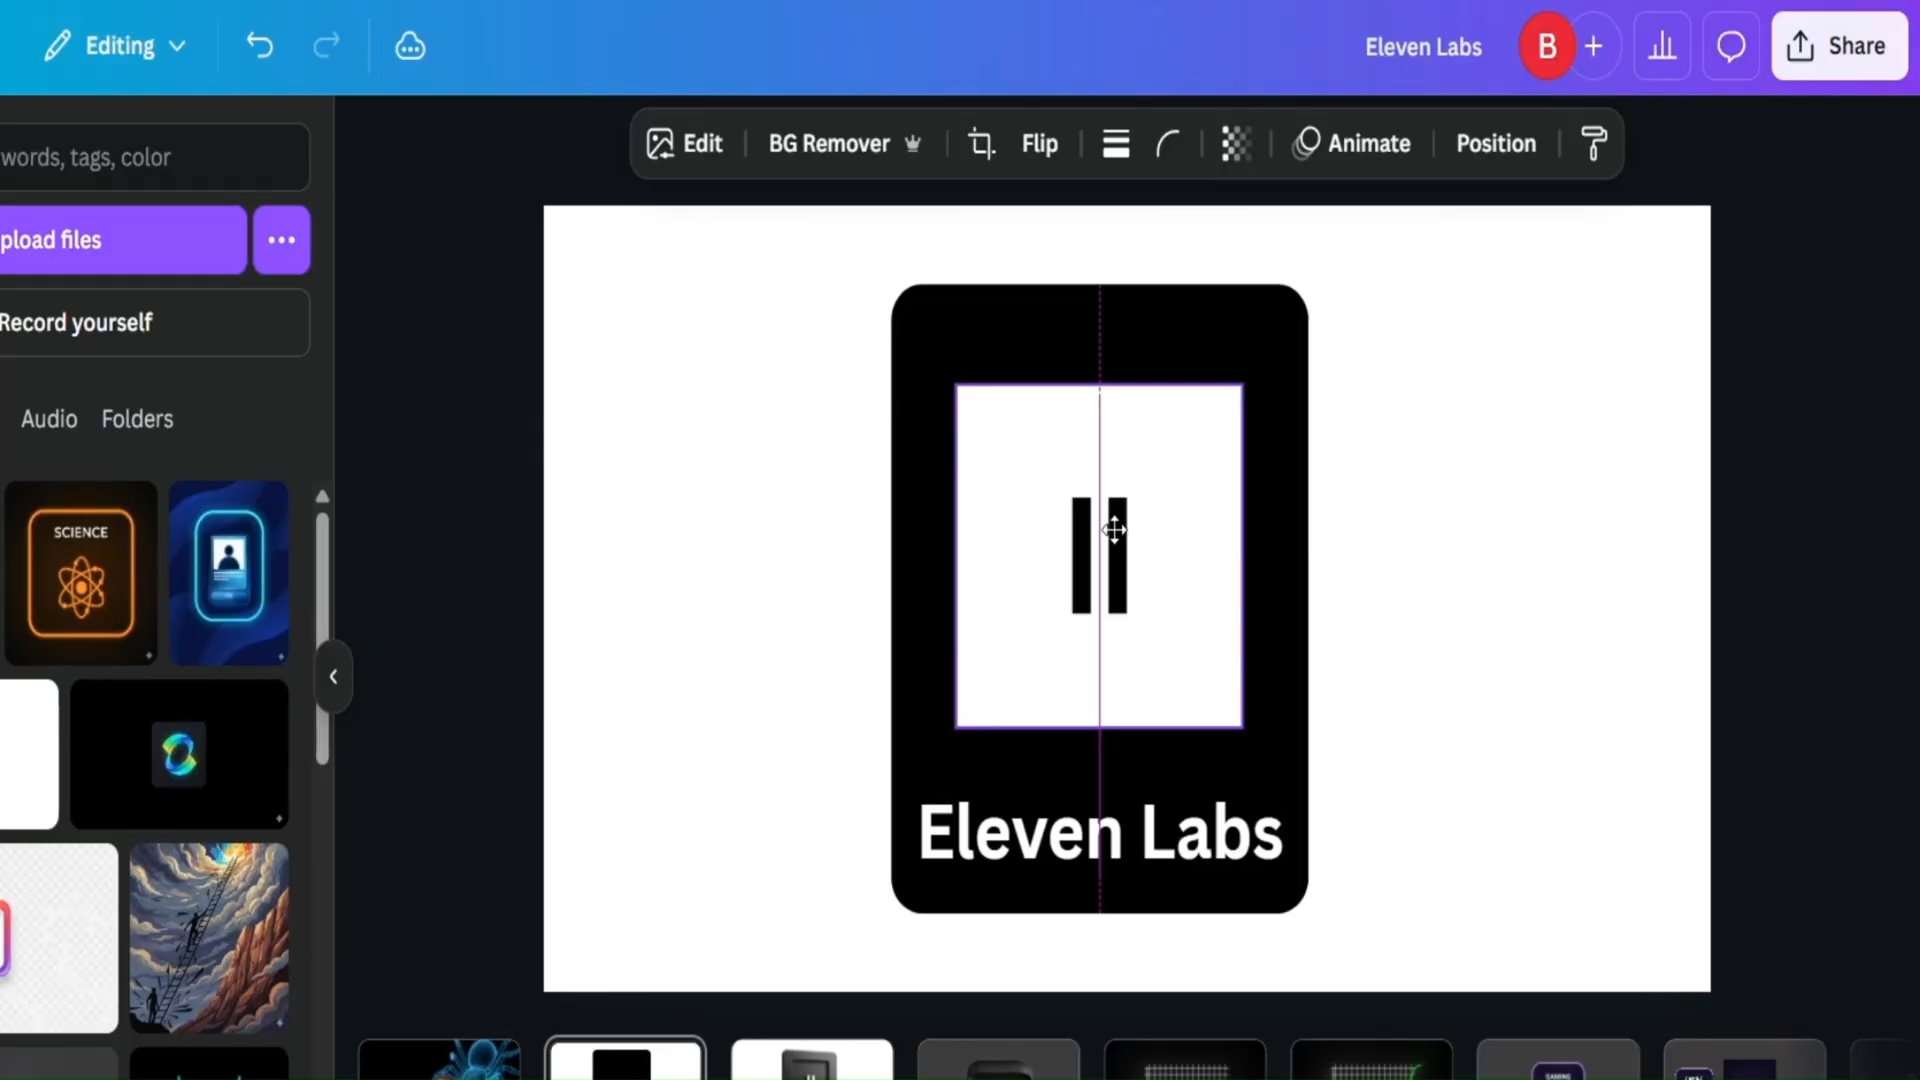 Editing
Eleven Labs
B
Share
words, tags, color
Edit
BG Remover
Flip
Animate
Position
pload files
Record yourself
Audio
Folders
SCIENCE
Eleven Labs
GAMING